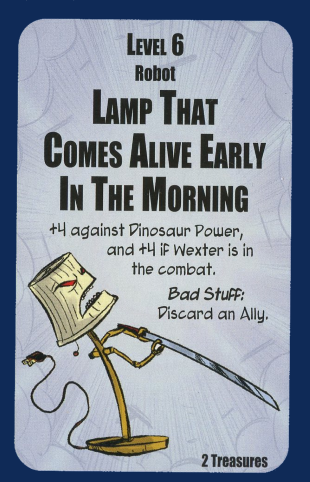 LEVEL 6
Robot
LAMP THAT
COMES ALIVE EARLY
IN THE MORNING
+4 against Dinosaur Power,
and +4 if Wexter is in
the combat.
Bad Stuff:
Discard an Ally.
2 Treasures